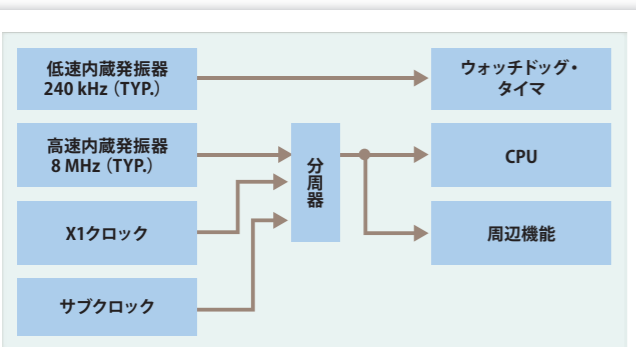 低速内蔵発振器
240 kHz（TYP.）
ウォッチドッグ・
タイマ
高速内蔵発振器
8 MHz（TYP.）
分周器
CPU
X1クロック
周辺機能
サブクロック